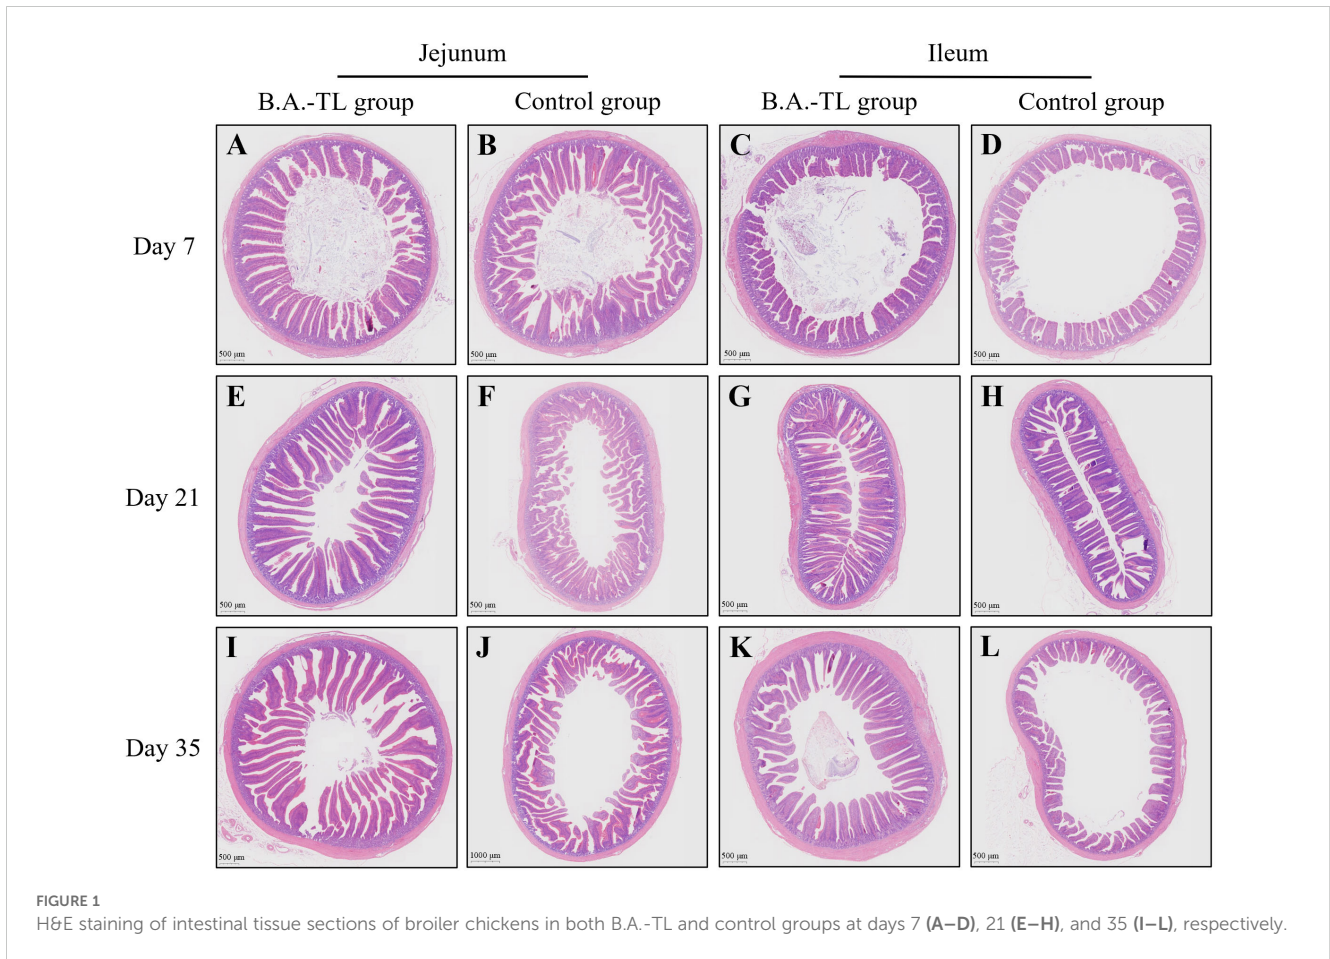 Jejunum
Ileum
B.A.-TL group
Control group
B.A.-TL group
Control group
Day 7
A
B
C
D
500 μm
500 μm
500 μm
500 μm
Day 21
E
F
G
H
500 μm
500 μm
500 μm
500 μm
Day 35
I
J
K
L
500 μm
1000 μm
500 μm
500 μm
FIGURE 1
H&E staining of intestinal tissue sections of broiler chickens in both B.A.-TL and control groups at days 7 (A–D), 21 (E–H), and 35 (I–L), respectively.